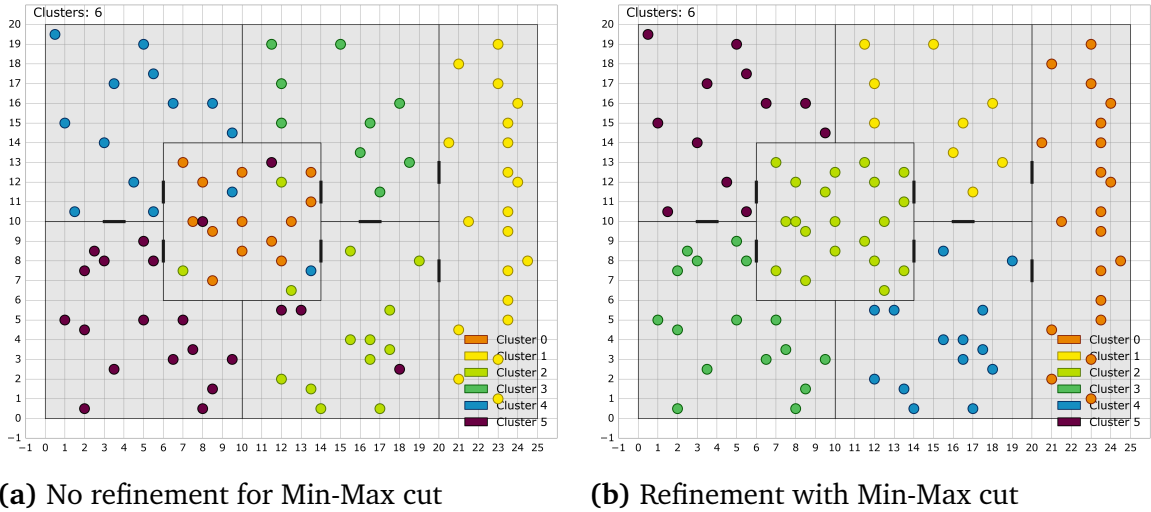 Clusters: 6
20
19
18
17
16
15
14
13
12
11
10
9
8
7
6
5
4
3
2
1
0
−1
−1 0 1 2 3 4 5 6 7 8 9 10 11 12 13 14 15 16 17 18 19 20 21 22 23 24 25
Cluster 0
Cluster 1
Cluster 2
Cluster 3
Cluster 4
Cluster 5
(a) No refinement for Min-Max cut
Clusters: 6
20
19
18
17
16
15
14
13
12
11
10
9
8
7
6
5
4
3
2
1
0
−1
−1 0 1 2 3 4 5 6 7 8 9 10 11 12 13 14 15 16 17 18 19 20 21 22 23 24 25
Cluster 0
Cluster 1
Cluster 2
Cluster 3
Cluster 4
Cluster 5
(b) Refinement with Min-Max cut